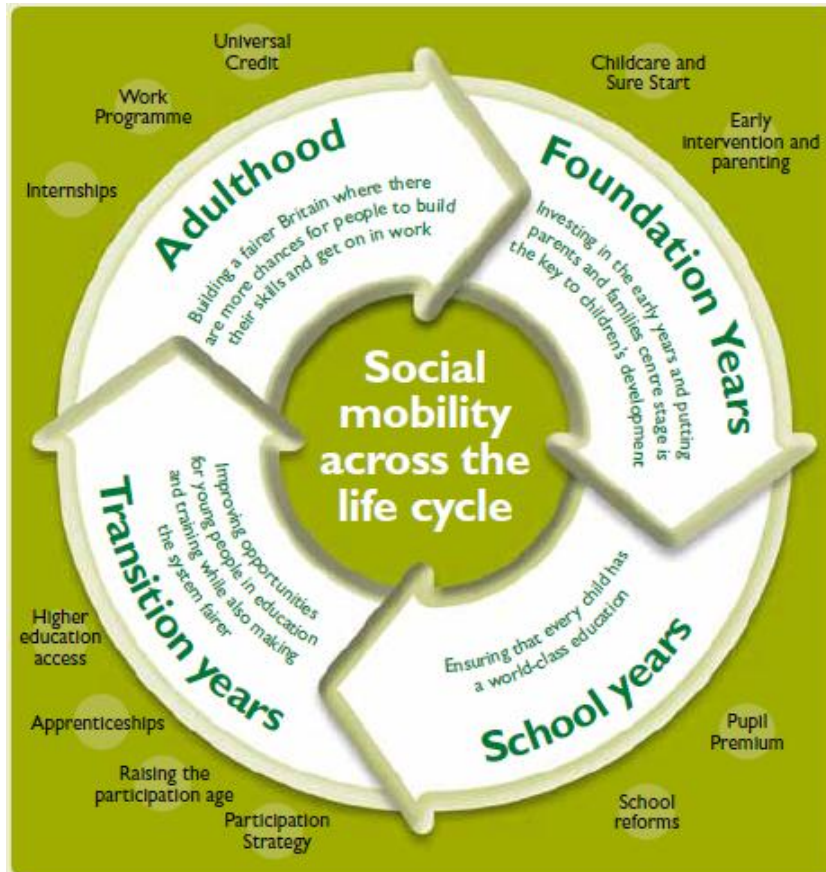 Universal
Credit
Work
Programme
Internships
Childcare and
Sure Start
Early
intervention and
parenting
Adulthood
Building a fairer Britain where there
are more chances for people to build
their skills and get on in work
Foundation Years
Investing in the early years and putting
parents and families centre stage is
the key to children's development
Social
mobility
across the
life cycle
Transition years
Improving opportunities
for young people in education
and training while also making
the system fairer
School years
Ensuring that every child has
a world-class education
Higher
education
access
Apprenticeships
Raising the
participation age
Participation
Strategy
Pupil
Premium
School
reforms